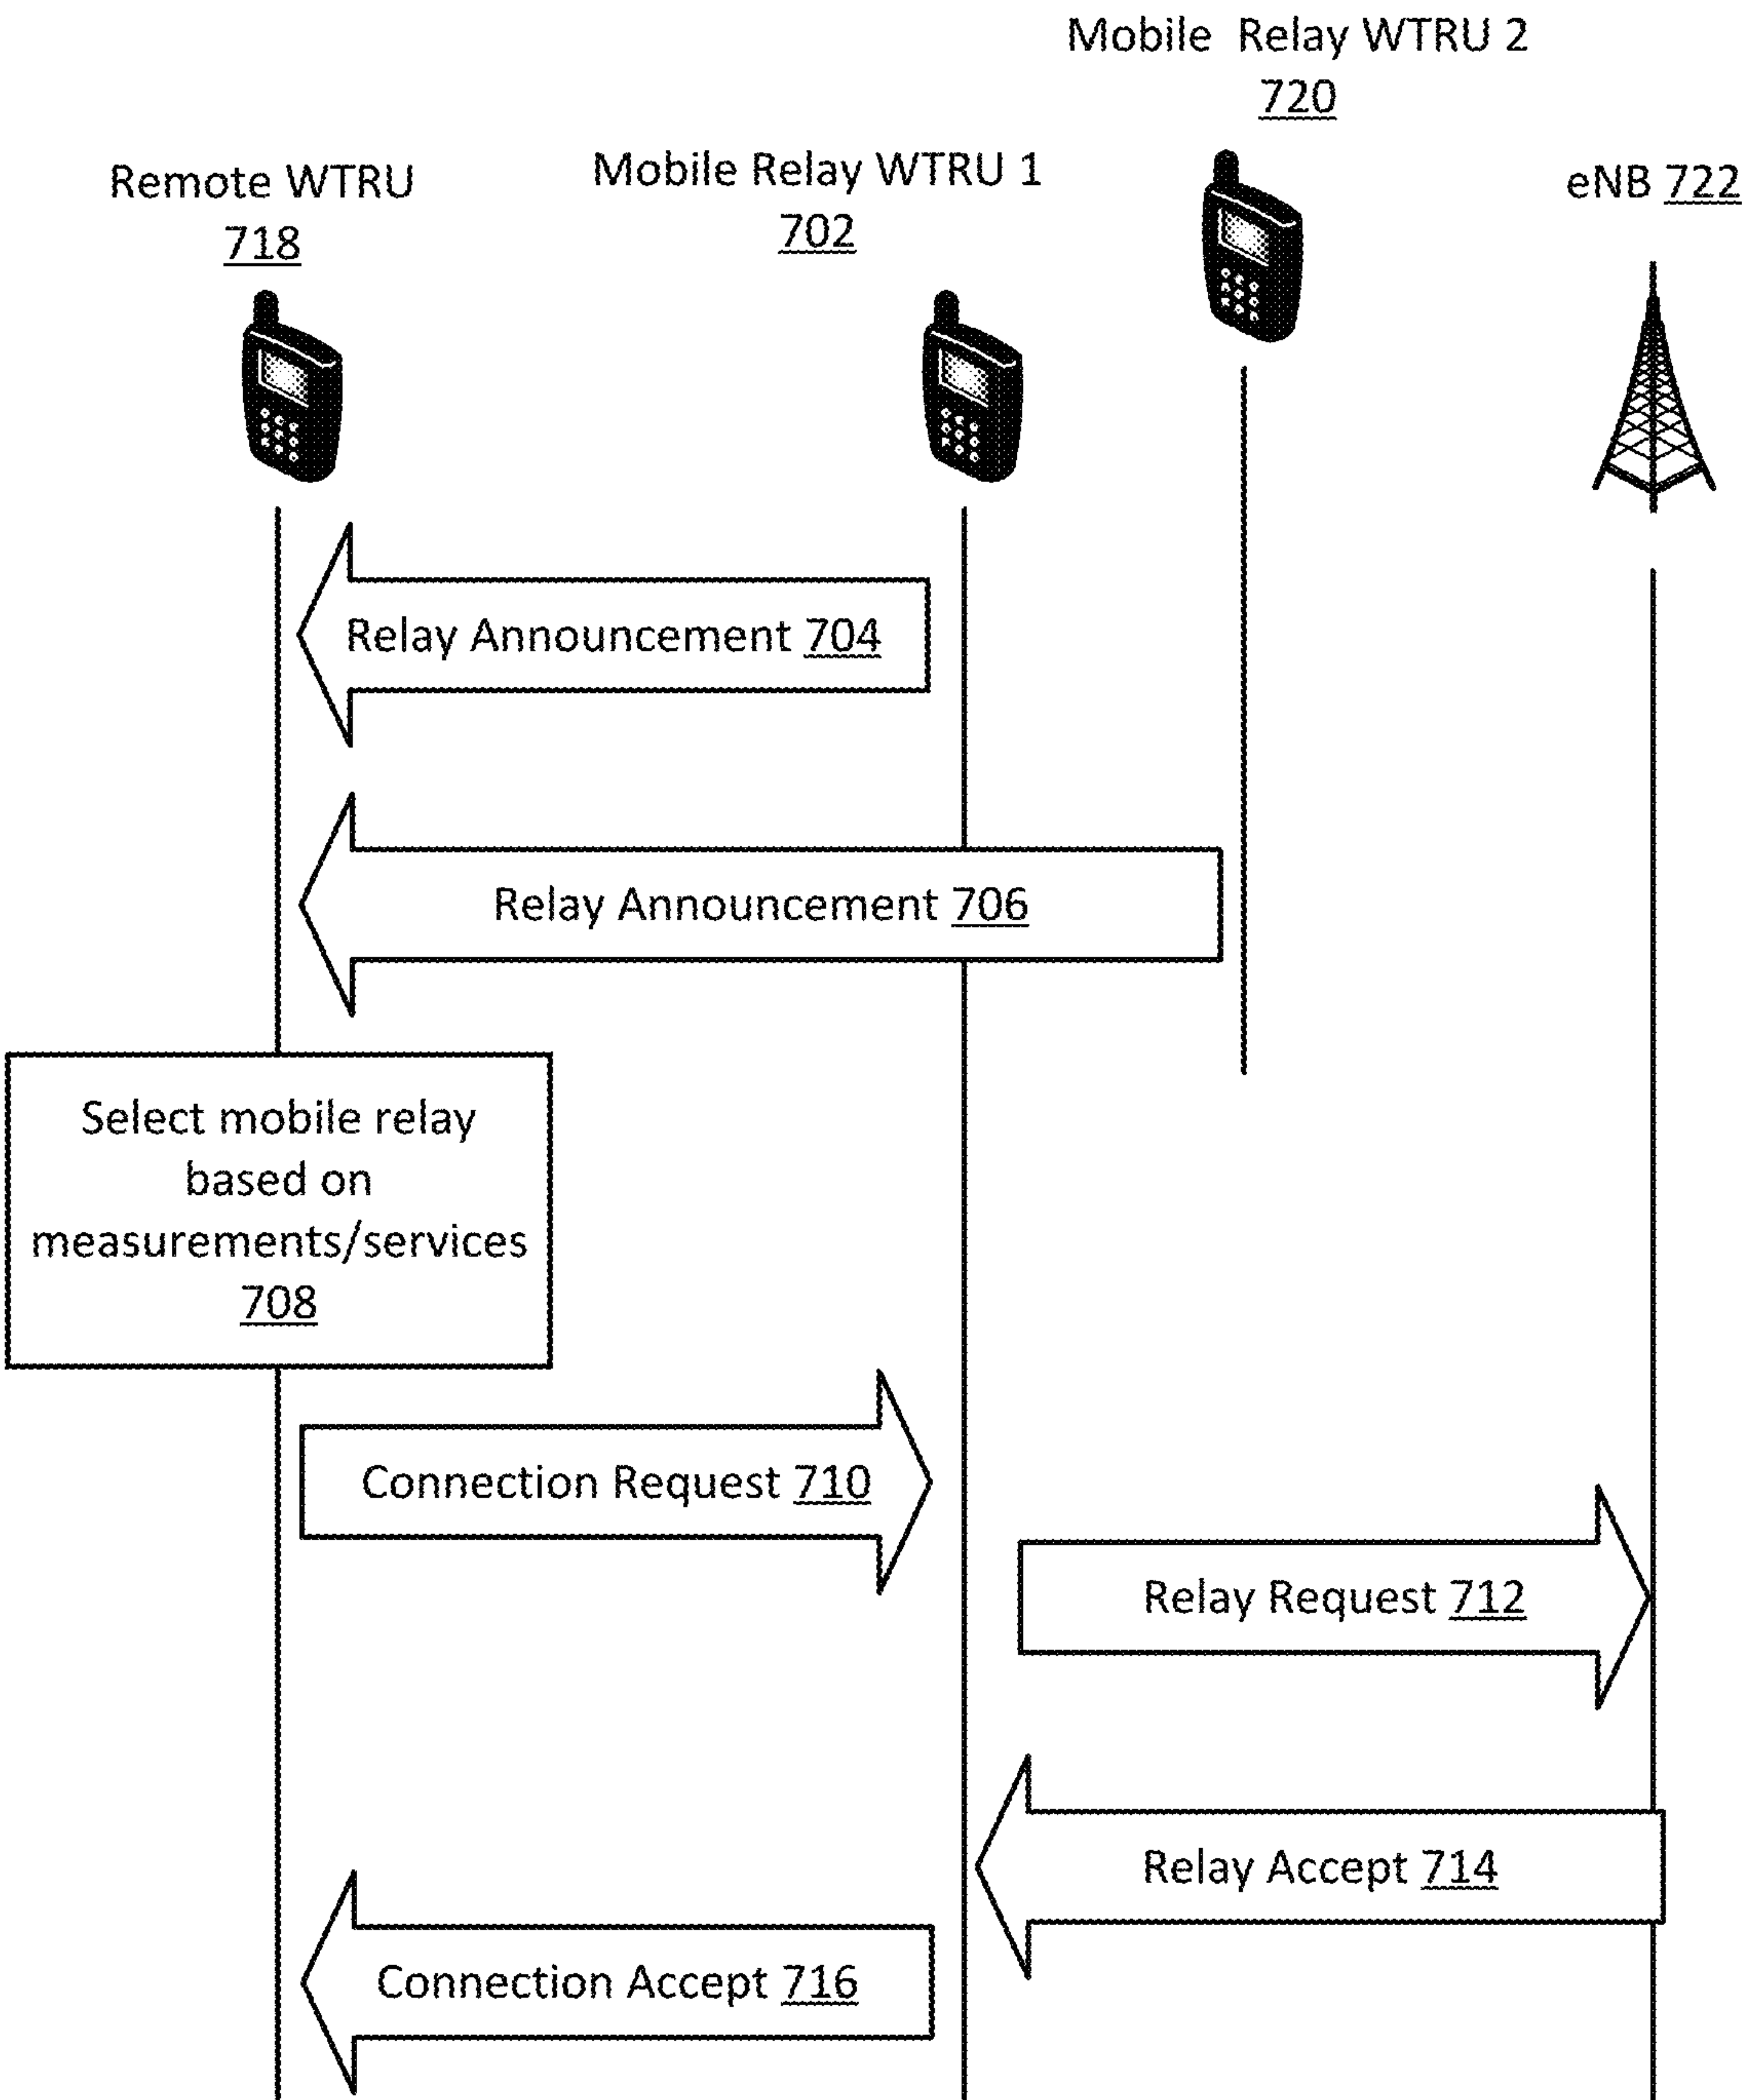 Mobile Relay WTRU 2
720
Remote WTRU
718
Mobile Relay WTRU 1
702
eNB 722
Relay Announcement 704
Relay Announcement 706
Select mobile relay
based on
measurements/services
708
Connection Request 710
Relay Request 712
Relay Accept 714
Connection Accept 716